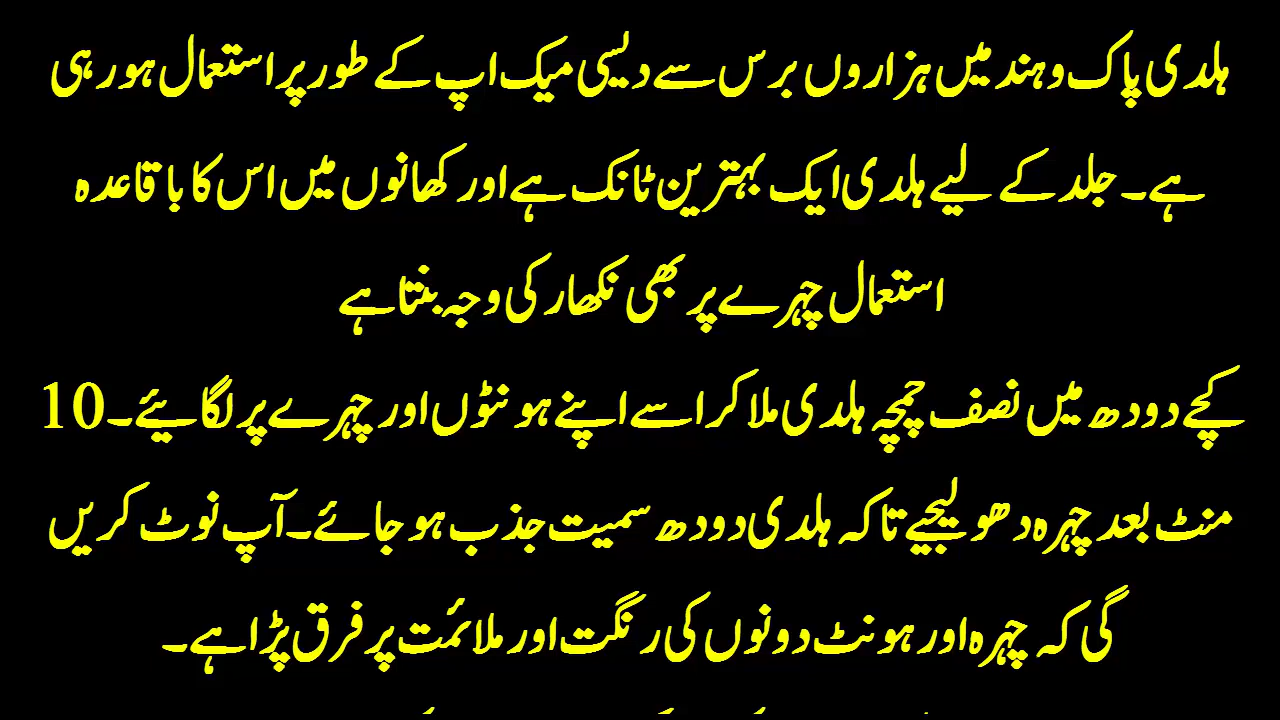 ہلدی پاک وہند میں ہزاروں برس سے دیسی میک اپ کے طور پر استعمال ہورہی
ہے۔ جلد کے لیے ہلدی ایک بہترین ٹانک ہے اور کھانوں میں اس کا باقاعدہ
استعمال چہرے پر بھی نکھار کی وجہ بنتا ہے
کچے دودھ میں نصف چمچہ ہلدی ملا کر اسے اپنے ہونٹوں اور چہرے پر لگائیے۔ 10
منٹ بعد چہرہ دھو لیجیے تاکہ ہلدی دودھ سمیت جذب ہو جائے۔ آپ نوٹ کریں
گی کہ چہرہ اور ہونٹ دونوں کی رنگت اور ملائمت پر فرق پڑا ہے۔